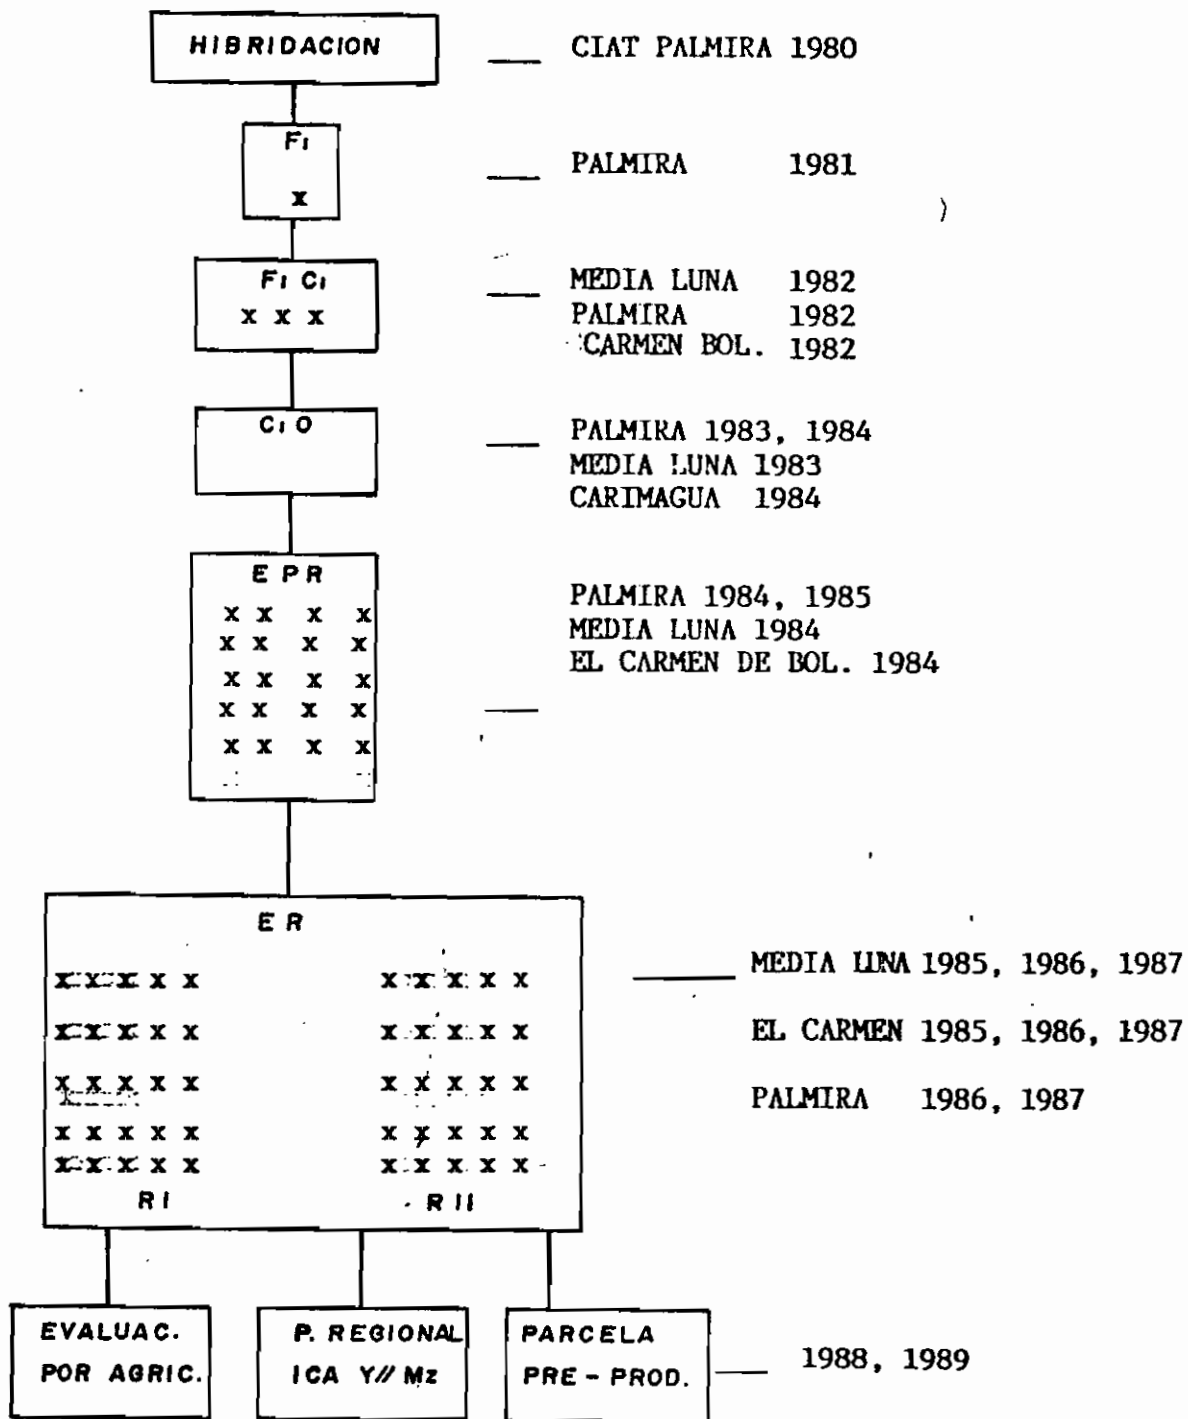 HIBRIDACION
CIAT PALMIRA 1980
F1
x
PALMIRA 1981
F1 C1
x x x
MEDIA LUNA 1982
PALMIRA 1982
CARMEN BOL. 1982
C1 O
PALMIRA 1983, 1984
MEDIA LUNA 1983
CARIMAGUA 1984
E P R
x x x x
x x x x
x x x x
x x x x
x x x x
PALMIRA 1984, 1985
MEDIA LUNA 1984
EL CARMEN DE BOL. 1984
E R
x x x x x x x x x x
x x x x x x x x x x
x x x x x x x x x x
x x x x x x x x x x
x x x x x x x x x x
R I R II
MEDIA LUNA 1985, 1986, 1987
EL CARMEN 1985, 1986, 1987
PALMIRA 1986, 1987
EVALUAC.
POR AGRIC.
P. REGIONAL
ICA Y// Mz
PARCELA
PRE - PROD.
1988, 1989